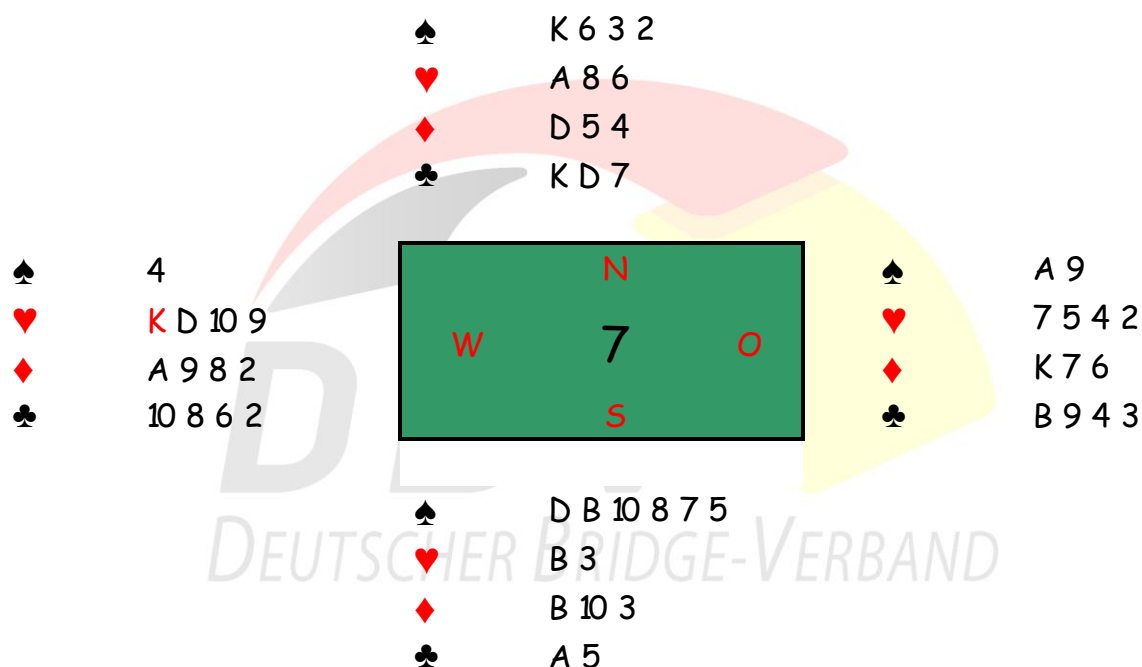 ♠ K 6 3 2
♥ A 8 6
♦ D 5 4
♣ K D 7
N
♠ 4 ♠ A 9
♥ K D 10 9 ♥ 7 5 4 2
W 7 O
♦ A 9 8 2 ♦ K 7 6
♣ 10 8 6 2 ♣ B 9 4 3
S
♠ D B 10 8 7 5
DEUTSCHER BRIDGE-VERBAND
♥ B 3
♦ B 10 3
♣ A 5